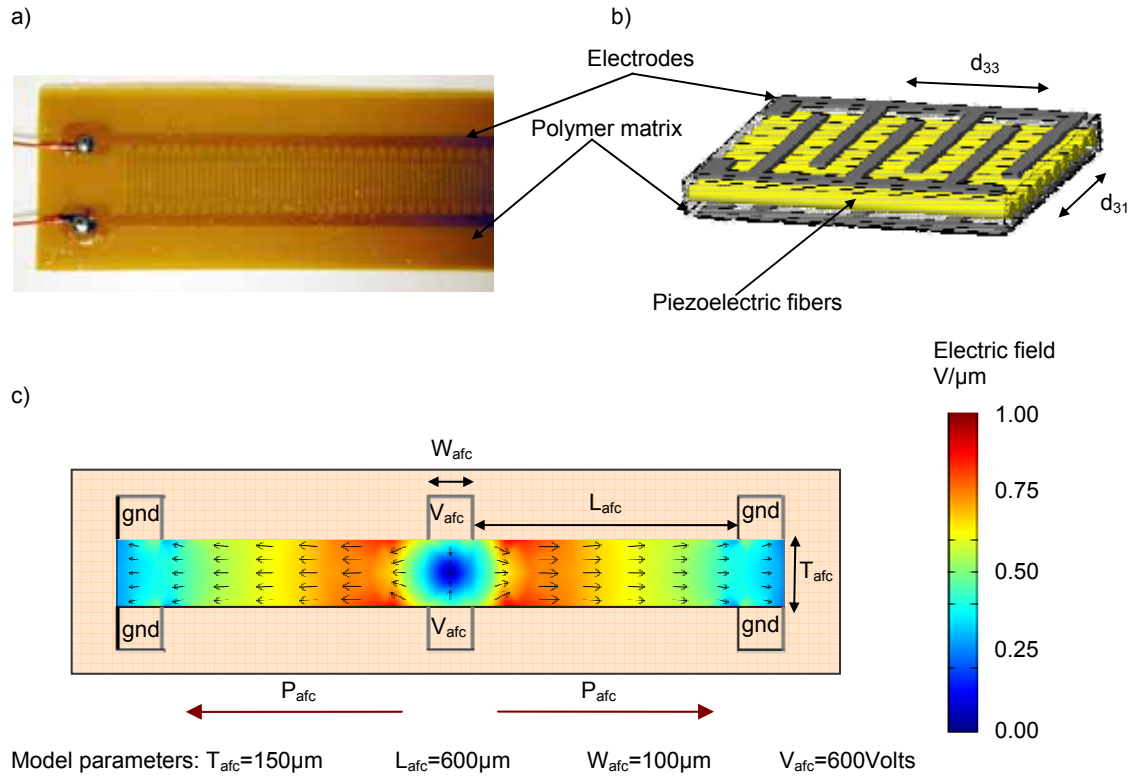 a)
b)
Electrodes
d33
Polymer matrix
d31
Piezoelectric fibers
Electric field
V/µm
c)
1.00
0.75
0.50
0.25
0.00
Wafc
gnd
Vafc
Lafc
gnd
Tafc
gnd
Vafc
gnd
Pafc
Pafc
Model parameters: Tafc=150µm Lafc=600µm Wafc=100µm Vafc=600Volts